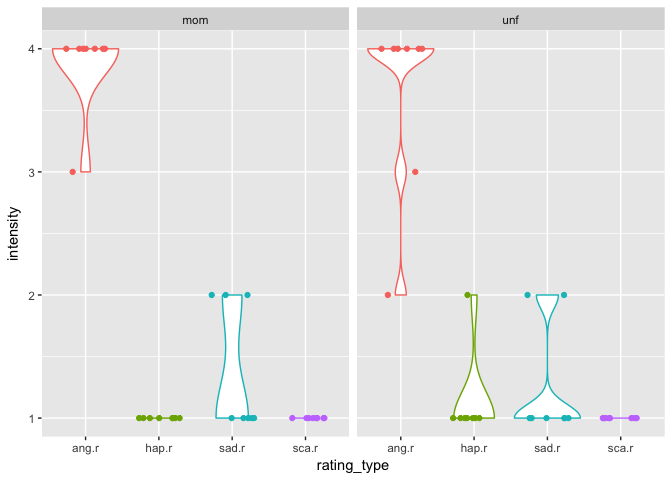 mom unf
intensity
4
3
2
1
ang.r hap.r sad.r sca.r ang.r hap.r sad.r sca.r
rating_type